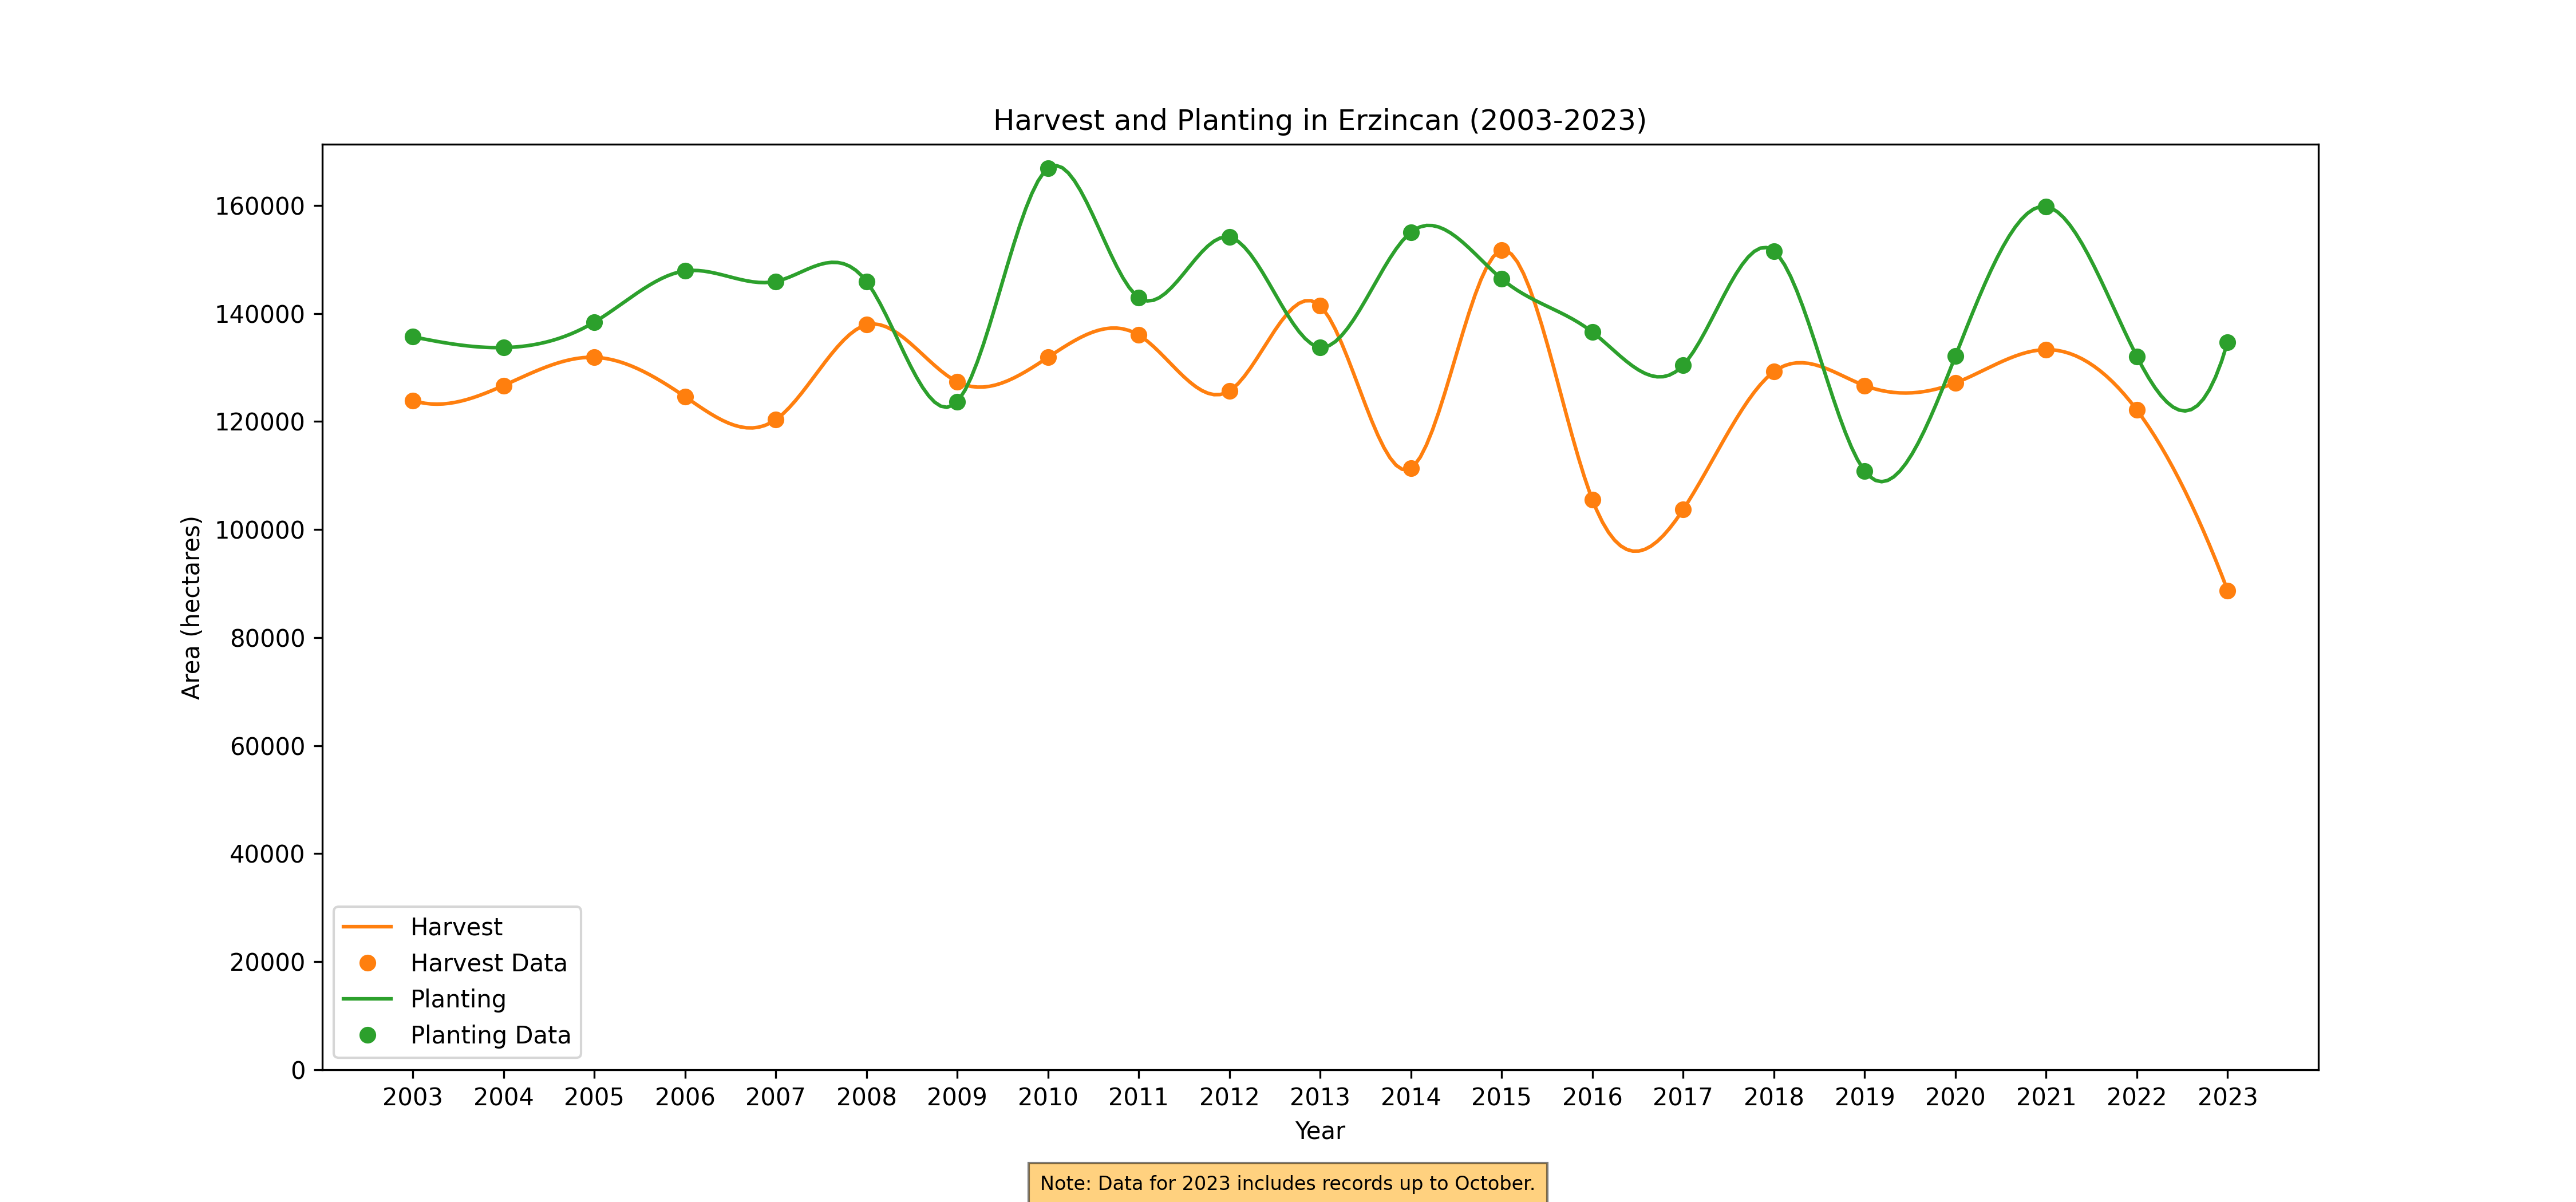 Harvest and Planting in Erzincan (2003-2023)
160000
140000
120000
100000
80000
60000
40000
20000
0
Area (hectares)
Harvest
Harvest Data
Planting
Planting Data
2003 2004 2005 2006 2007 2008 2009 2010 2011 2012 2013 2014 2015 2016 2017 2018 2019 2020 2021 2022 2023
Year
Note: Data for 2023 includes records up to October.